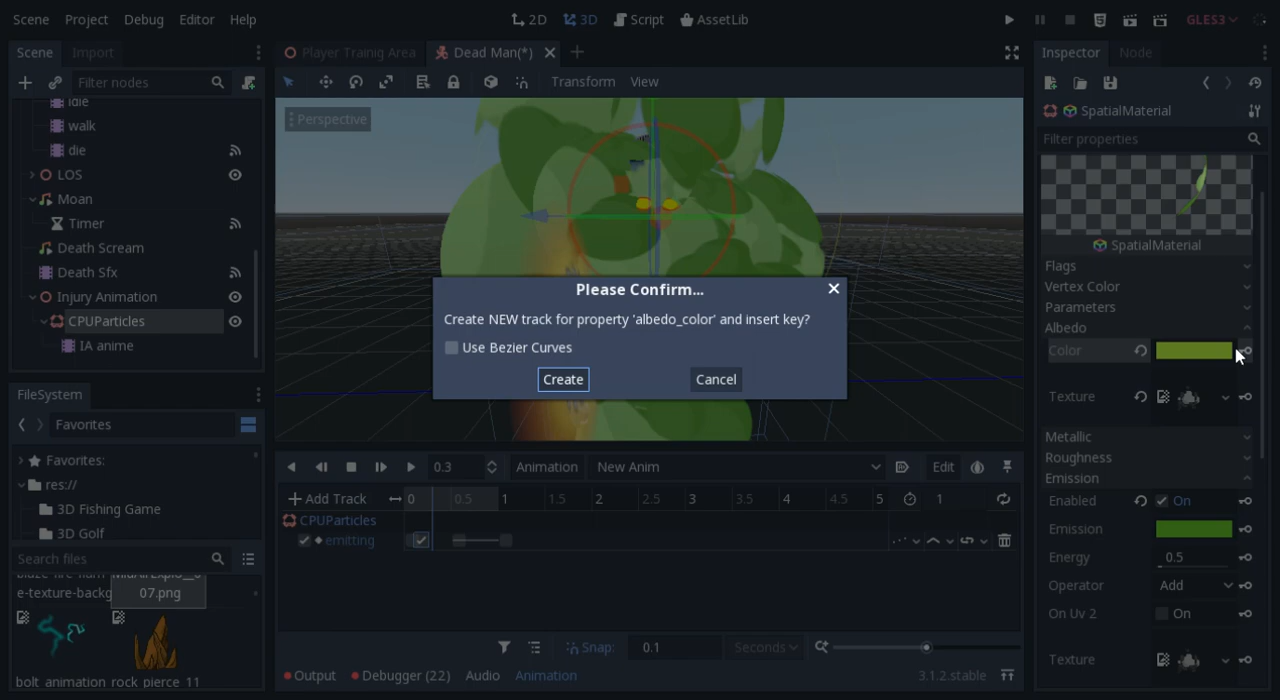 Scene Project Debug Editor Help
2D 3D Script AssetLib
GLES3
Scene Import
Player Trainig Area
Dead Man(*)
Inspector Node
Filter nodes
Transform View
idle
walk
die
LOS
Moan
Timer
Death Scream
Death Sfx
Injury Animation
CPUParticles
IA anime
Perspective
SpatialMaterial
Filter properties
SpatialMaterial
Flags
Vertex Color
Parameters
Albedo
Color
Texture
Metallic
Roughness
Emission
Enabled On
Emission
Energy 0.5
Operator Add
On Uv 2 On
Texture
Please Confirm...
Create NEW track for property 'albedo_color' and insert key?
Use Bezier Curves
Create Cancel
FileSystem
Favorites
Favorites:
res://
3D Fishing Game
3D Golf
Search files
e-texture-backg
07.png
bolt_animation rock_pierce_11
0.3 Animation New Anim Edit
Add Track 0 0.5 1 1.5 2 2.5 3 3.5 4 4.5 5 1
CPUParticles
emitting
Snap: 0.1 Seconds
Output Debugger (22) Audio Animation 3.1.2.stable